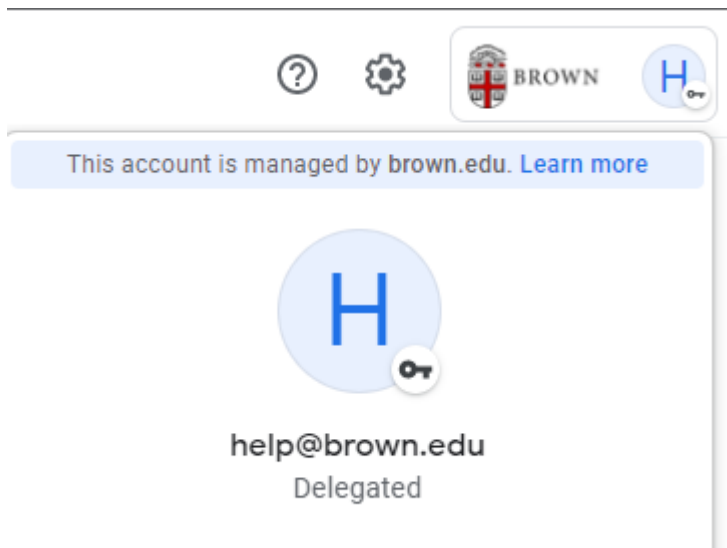 BROWN
H
This account is managed by brown.edu. Learn more
H
help@brown.edu
Delegated